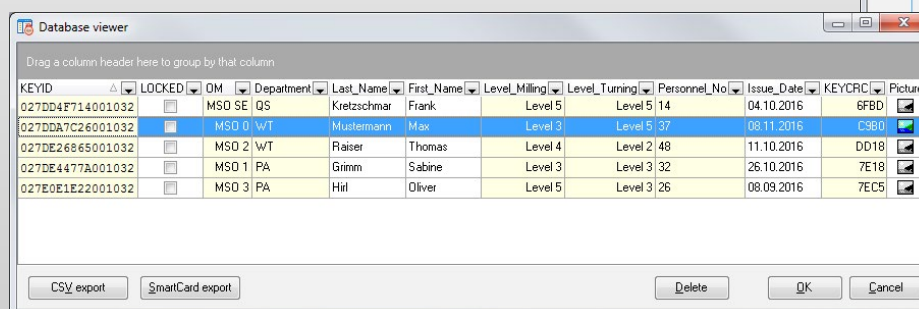 Database viewer
Drag a column header here to group by that column
KEYID LOCKED OM Department Last_Name First_Name Level_Milling Level_Turning Personnel_No Issue_Date KEYCRC Picture
027DD4F714001032 MSO SE QS Kretzschmar Frank Level 5 Level 5 14 04.10.2016 6FBD
027DDA7C26001032 MSO 0 WT Mustermann Max Level 3 Level 5 37 08.11.2016 C9B0
027DE26865001032 MSO 2 WT Raiser Thomas Level 4 Level 2 48 11.10.2016 DD18
027DE4477A001032 MSO 1 PA Grimm Sabine Level 3 Level 3 32 26.10.2016 7E18
027E0E1E22001032 MSO 3 PA Hirl Oliver Level 5 Level 3 26 08.09.2016 7EC5
CSV export SmartCard export Delete OK Cancel